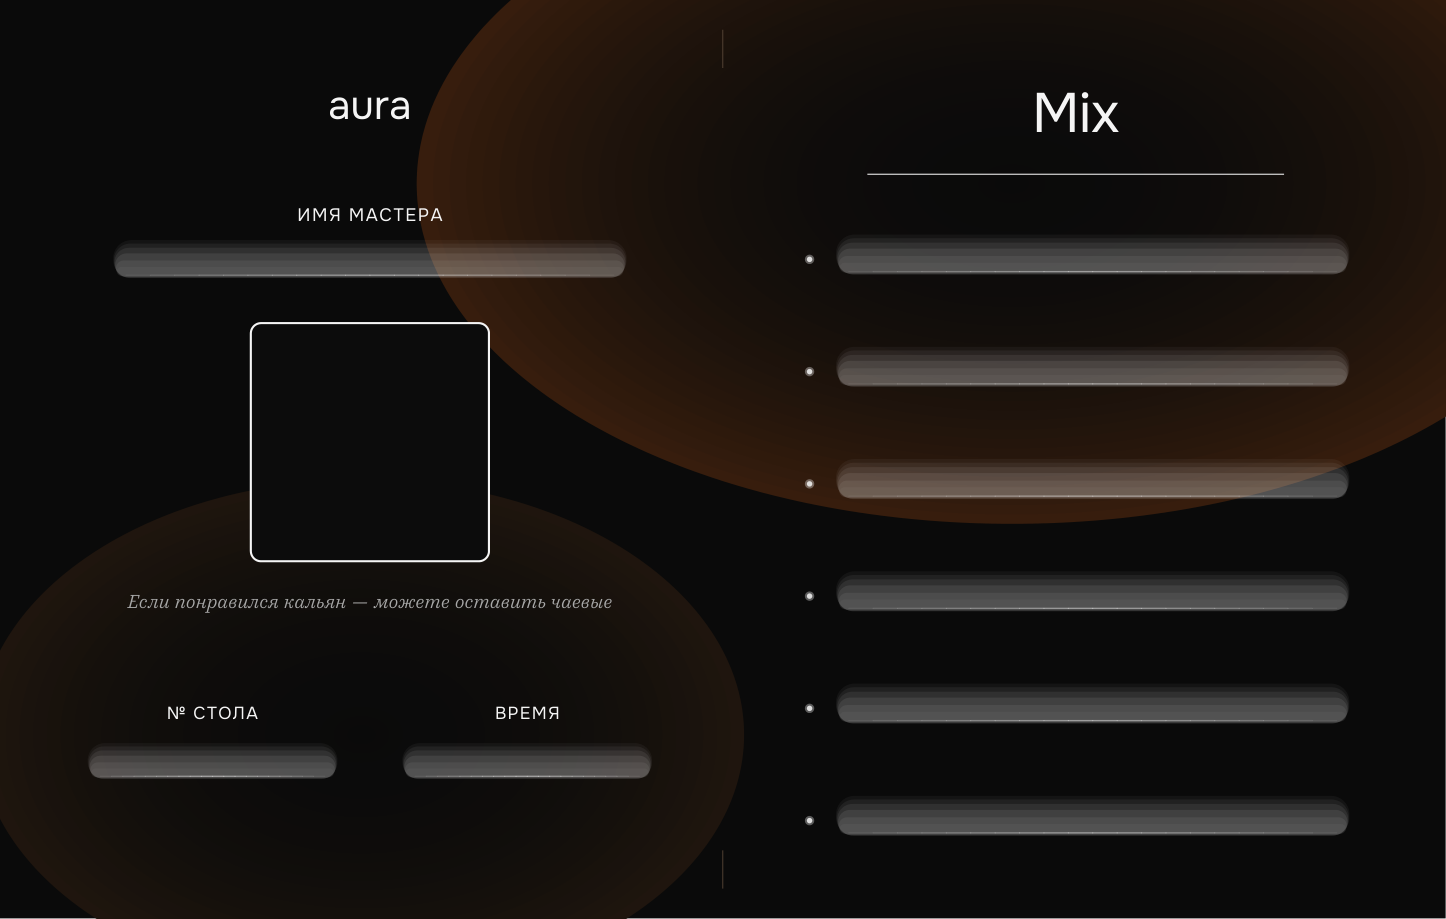 aura
ИМЯ МАСТЕРА
Если понравился кальян — можете оставить чаевые
№ СТОЛА
ВРЕМЯ
Mix